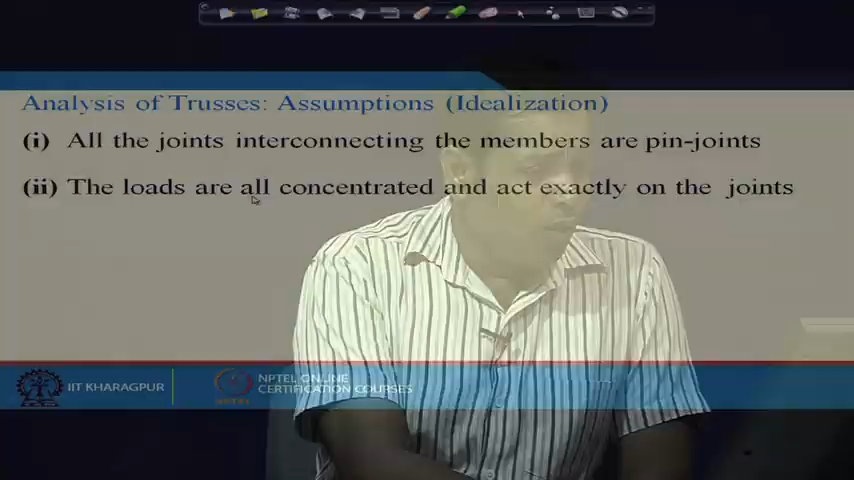 Analysis of Trusses: Assumptions (Idealization)
(i) All the joints interconnecting the members are pin-joints
(ii) The loads are all concentrated and act exactly on the joints
IIT KHARAGPUR
NPTEL ONLINE
CERTIFICATION COURSES